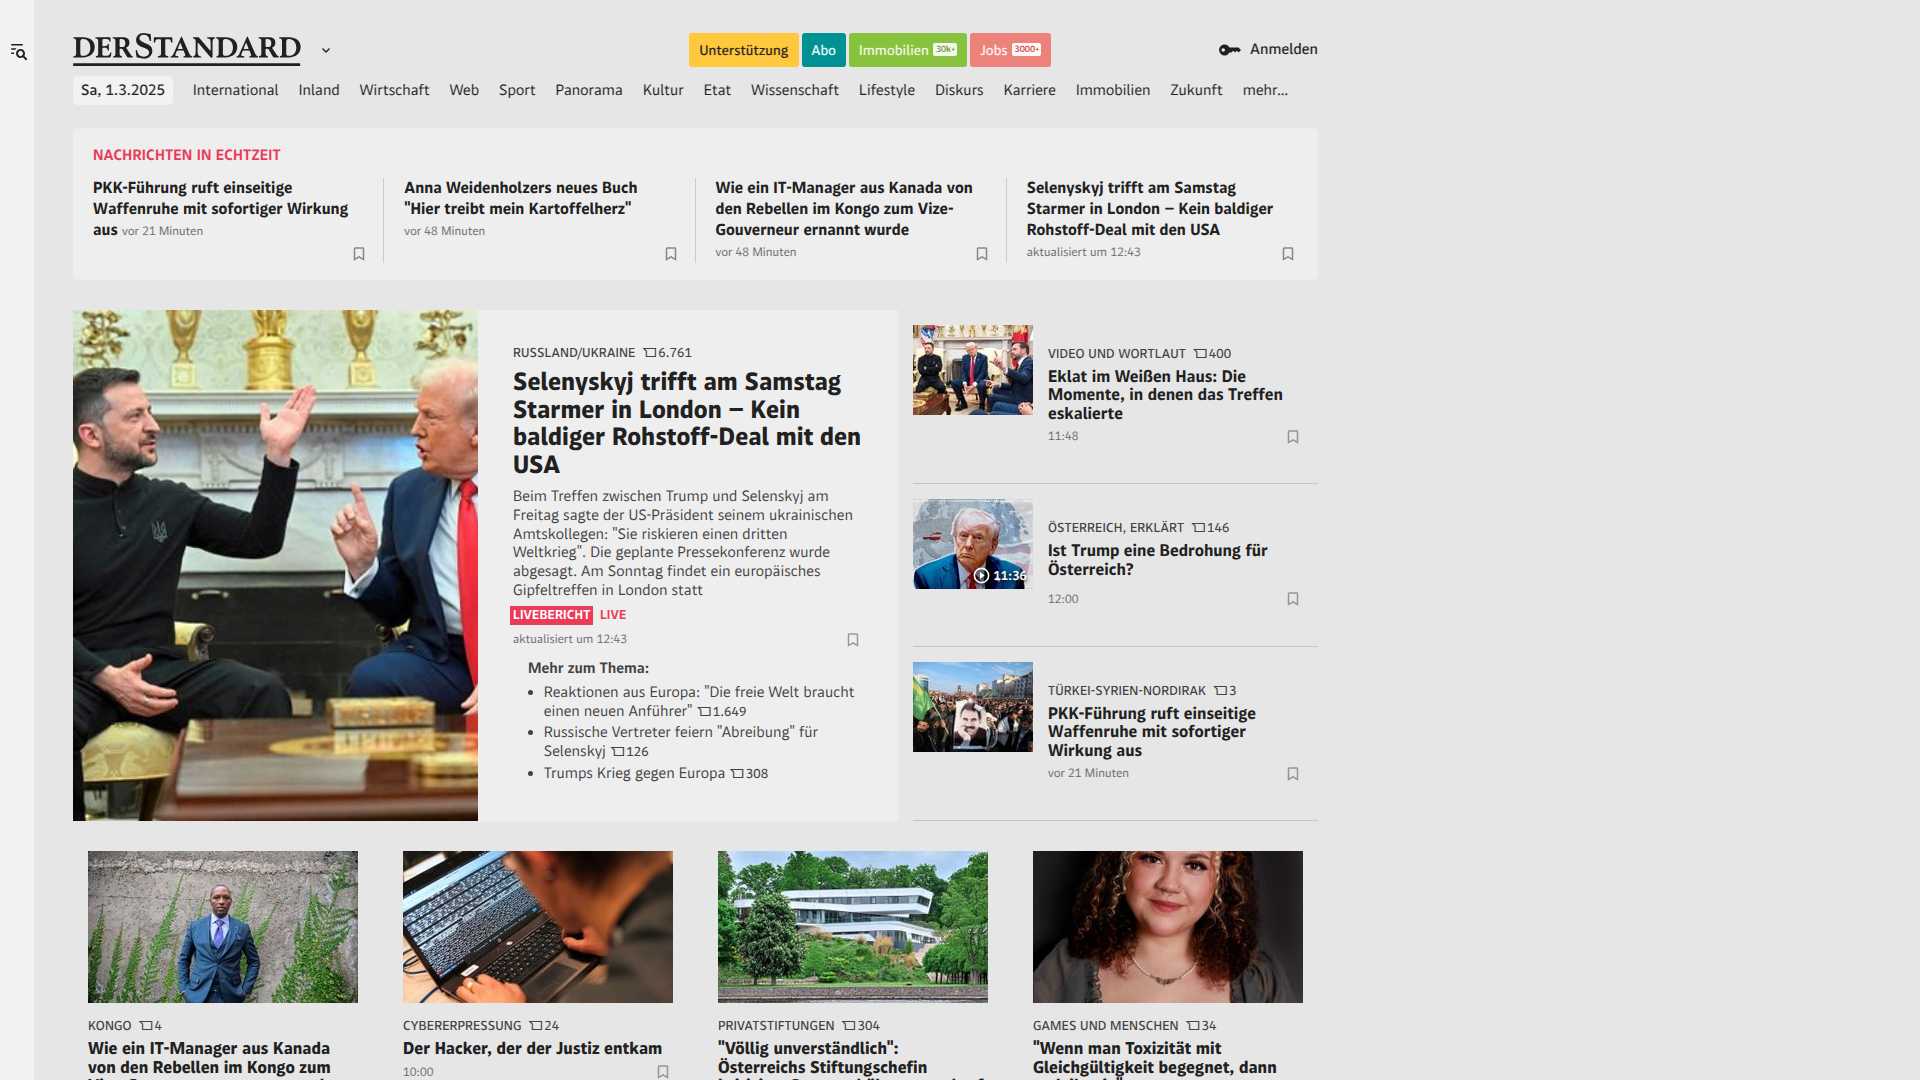 DERSTANDARD
Unterstützung
Abo
Immobilien 30k+
Jobs 3000+
Anmelden
Sa, 1.3.2025
International
Inland
Wirtschaft
Web
Sport
Panorama
Kultur
Etat
Wissenschaft
Lifestyle
Diskurs
Karriere
Immobilien
Zukunft
mehr...
NACHRICHTEN IN ECHTZEIT
PKK-Führung ruft einseitige
Waffenruhe mit sofortiger Wirkung
aus vor 21 Minuten
Anna Weidenholzers neues Buch
"Hier treibt mein Kartoffelherz"
vor 48 Minuten
Wie ein IT-Manager aus Kanada von
den Rebellen im Kongo zum Vize-
Gouverneur ernannt wurde
vor 48 Minuten
Selenyskyj trifft am Samstag
Starmer in London – Kein baldiger
Rohstoff-Deal mit den USA
aktualisiert um 12:43
RUSSLAND/UKRAINE 6.761
Selenyskyj trifft am Samstag
Starmer in London – Kein
baldiger Rohstoff-Deal mit den
USA
Beim Treffen zwischen Trump und Selenskyj am
Freitag sagte der US-Präsident seinem ukrainischen
Amtskollegen: "Sie riskieren einen dritten
Weltkrieg". Die geplante Pressekonferenz wurde
abgesagt. Am Sonntag findet ein europäisches
Gipfeltreffen in London statt
LIVEBERICHT LIVE
aktualisiert um 12:43
Mehr zum Thema:
• Reaktionen aus Europa: "Die freie Welt braucht
einen neuen Anführer" 1.649
• Russische Vertreter feiern "Abreibung" für
Selenskyj 126
• Trumps Krieg gegen Europa 308
VIDEO UND WORTLAUT 400
Eklat im Weißen Haus: Die
Momente, in denen das Treffen
eskalierte
11:48
11:36
ÖSTERREICH, ERKLÄRT 146
Ist Trump eine Bedrohung für
Österreich?
12:00
TÜRKEI-SYRIEN-NORDIRAK 3
PKK-Führung ruft einseitige
Waffenruhe mit sofortiger
Wirkung aus
vor 21 Minuten
KONGO 4
Wie ein IT-Manager aus Kanada
von den Rebellen im Kongo zum
CYBERERPRESSUNG 24
Der Hacker, der der Justiz entkam
10:00
PRIVATSTIFTUNGEN 304
"Völlig unverständlich":
Österreichs Stiftungschefin
GAMES UND MENSCHEN 34
"Wenn man Toxizität mit
Gleichgültigkeit begegnet, dann